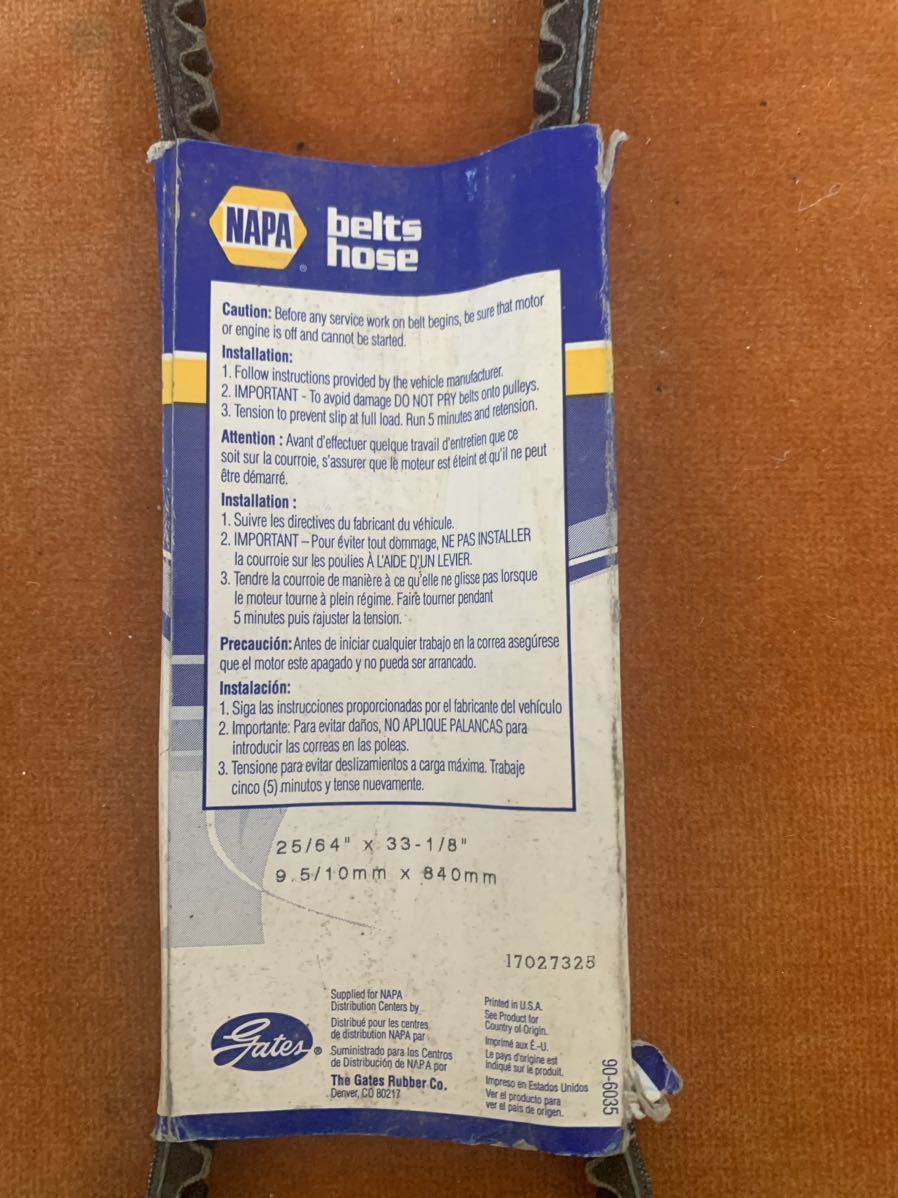 NAPA
belts
hose
Caution: Before any service work on belt begins, be sure that motor
or engine is off and cannot be started.
Installation:
1. Follow instructions provided by the vehicle manufacturer.
2. IMPORTANT - To avoid damage DO NOT PRY belts onto pulleys.
3. Tension to prevent slip at full load. Run 5 minutes and retension.
Attention : Avant d'effectuer quelque travail d'entretien que ce
soit sur la courroie, s'assurer que le moteur est éteint et qu'il ne peut
être démarré.
Installation :
1. Suivre les directives du fabricant du véhicule.
2. IMPORTANT – Pour éviter tout dommage, NE PAS INSTALLER
la courroie sur les poulies À L'AIDE D'UN LEVIER.
3. Tendre la courroie de manière à ce qu'elle ne glisse pas lorsque
le moteur tourne à plein régime. Faire tourner pendant
5 minutes puis rajuster la tension.
Precaución: Antes de iniciar cualquier trabajo en la correa asegúrese
que el motor este apagado y no pueda ser arrancado.
Instalación:
1. Siga las instrucciones proporcionadas por el fabricante del vehículo
2. Importante: Para evitar daños, NO APLIQUE PALANCAS para
introducir las correas en las poleas.
3. Tensione para evitar deslizamientos a carga máxima. Trabaje
cinco (5) minutos y tense nuevamente.
25/64" x 33-1/8"
9.5/10mm x 840mm
17027325
Gates®
Supplied for NAPA
Distribution Centers by
Distribué pour les centres
de distribution NAPA par
Suministrado para los Centros
de Distribución de NAPA por
The Gates Rubber Co.
Denver, CO 80217
Printed in U.S.A.
See Product for
Country of Origin.
Imprimé aux É.-U.
Le pays d'origine est
indiqué sur le produit.
Impreso en Estados Unidos
Ver el producto para
ver el pais de origen.
90-6035